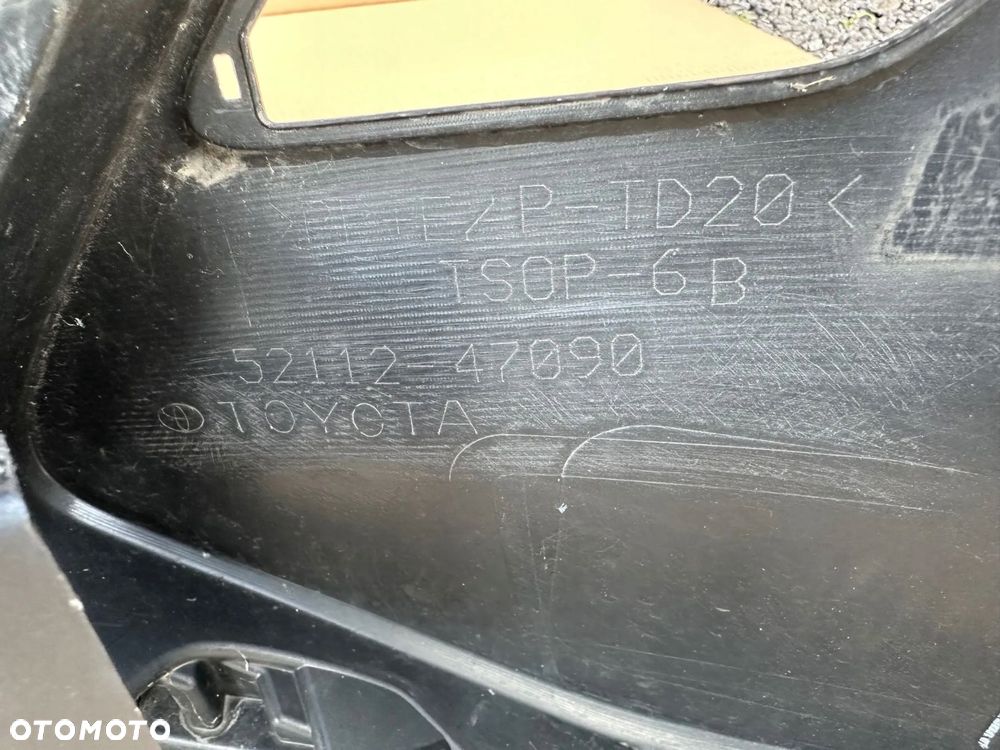 >PP+E/P-TD20<
TSOP-6B
52112-47090
TOYOTA
OTOMOTO